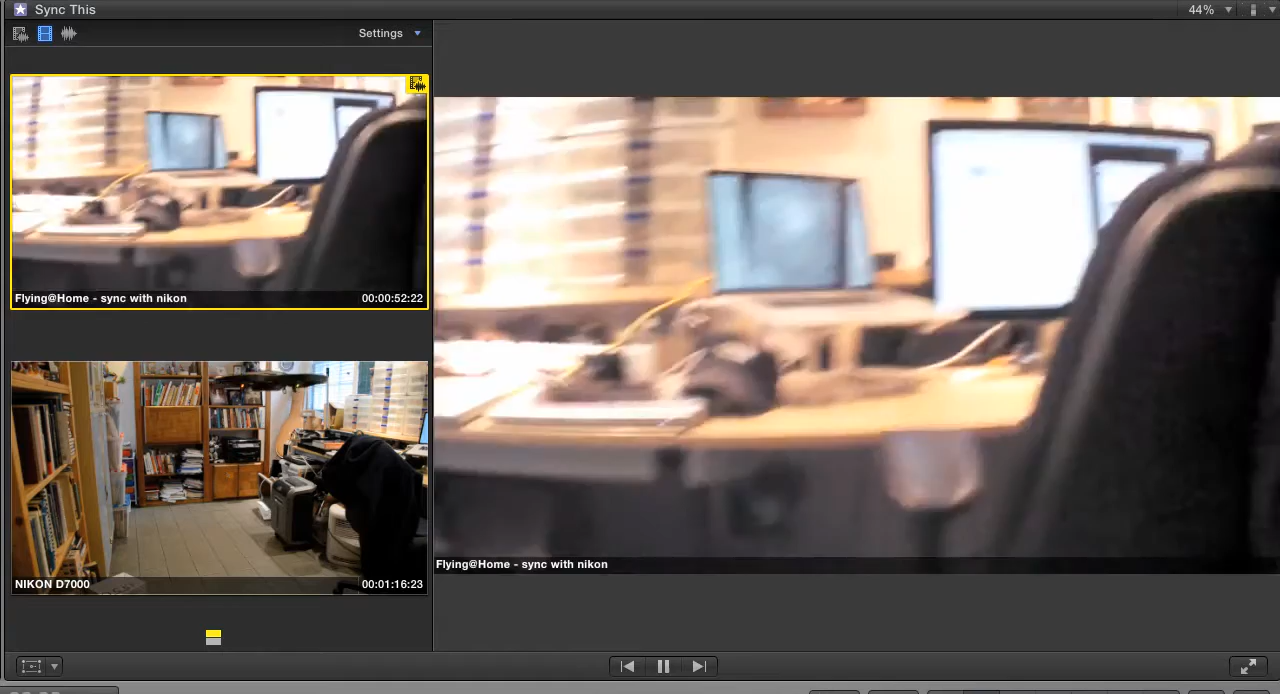 Sync This
44%
Settings
Flying@Home - sync with nikon
00:00:52:22
NIKON D7000
00:01:16:23
Flying@Home - sync with nikon